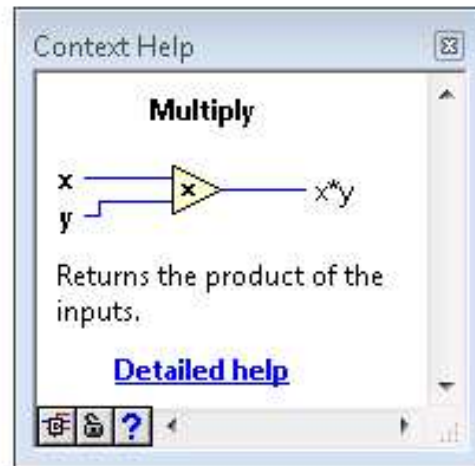 Context Help
Multiply
x
x
x*y
y
Returns the product of the
inputs.
Detailed help
?